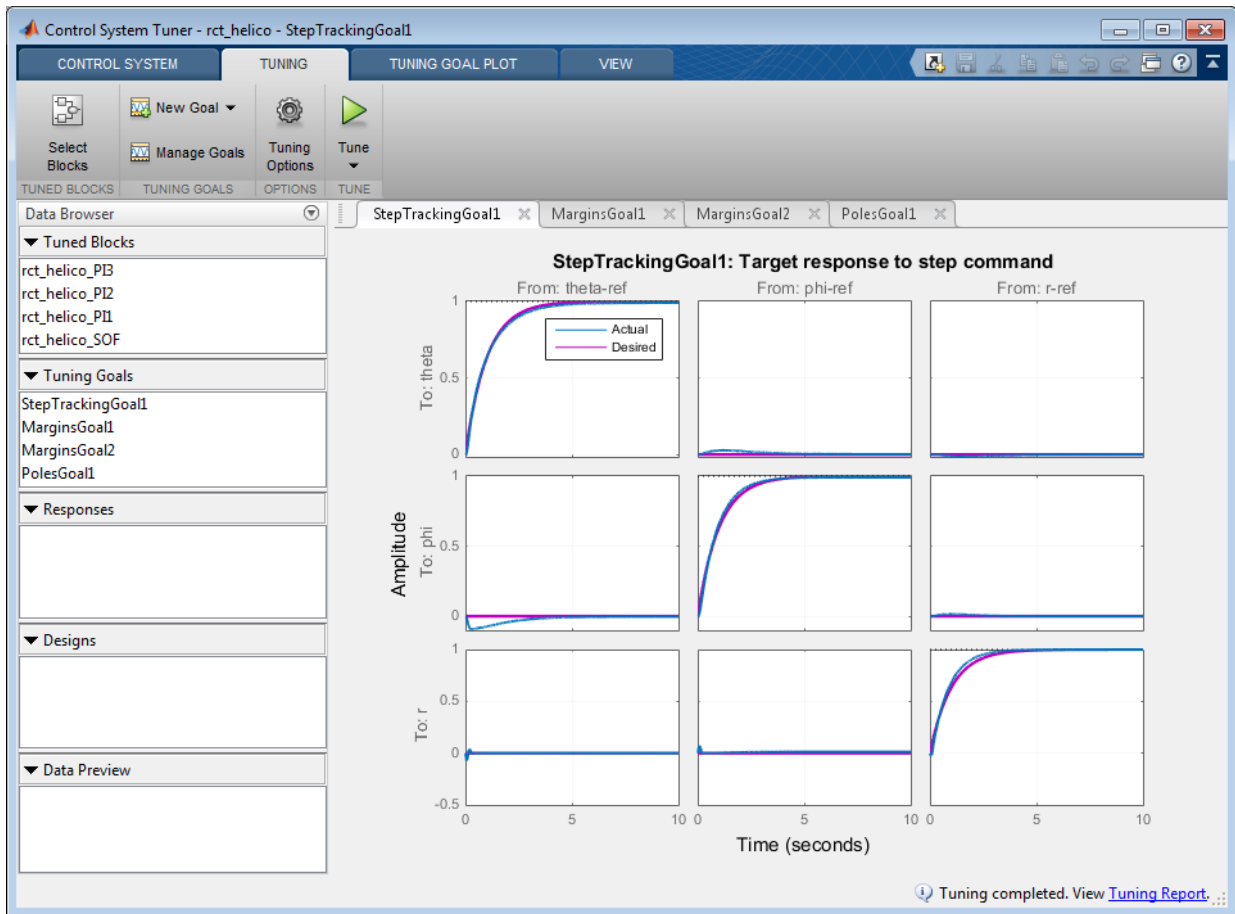 Control System Tuner - rct_helico - StepTrackingGoal1
CONTROL SYSTEM TUNING TUNING GOAL PLOT VIEW
Select Blocks
New Goal
Manage Goals
Tuning Options
Tune
TUNED BLOCKS TUNING GOALS OPTIONS TUNE
Data Browser
Tuned Blocks
rct_helico_PI3
rct_helico_PI2
rct_helico_PI1
rct_helico_SOF
Tuning Goals
StepTrackingGoal1
MarginsGoal1
MarginsGoal2
PolesGoal1
Responses
Designs
Data Preview
StepTrackingGoal1 MarginsGoal1 MarginsGoal2 PolesGoal1
StepTrackingGoal1: Target response to step command
From: theta-ref From: phi-ref From: r-ref
Actual
Desired
To: theta
1
0.5
0
Amplitude
To: phi
1
0.5
0
To: r
1
0.5
0
-0.5
0 5 10 0 5 10 0 5 10
Time (seconds)
Tuning completed. View Tuning Report.